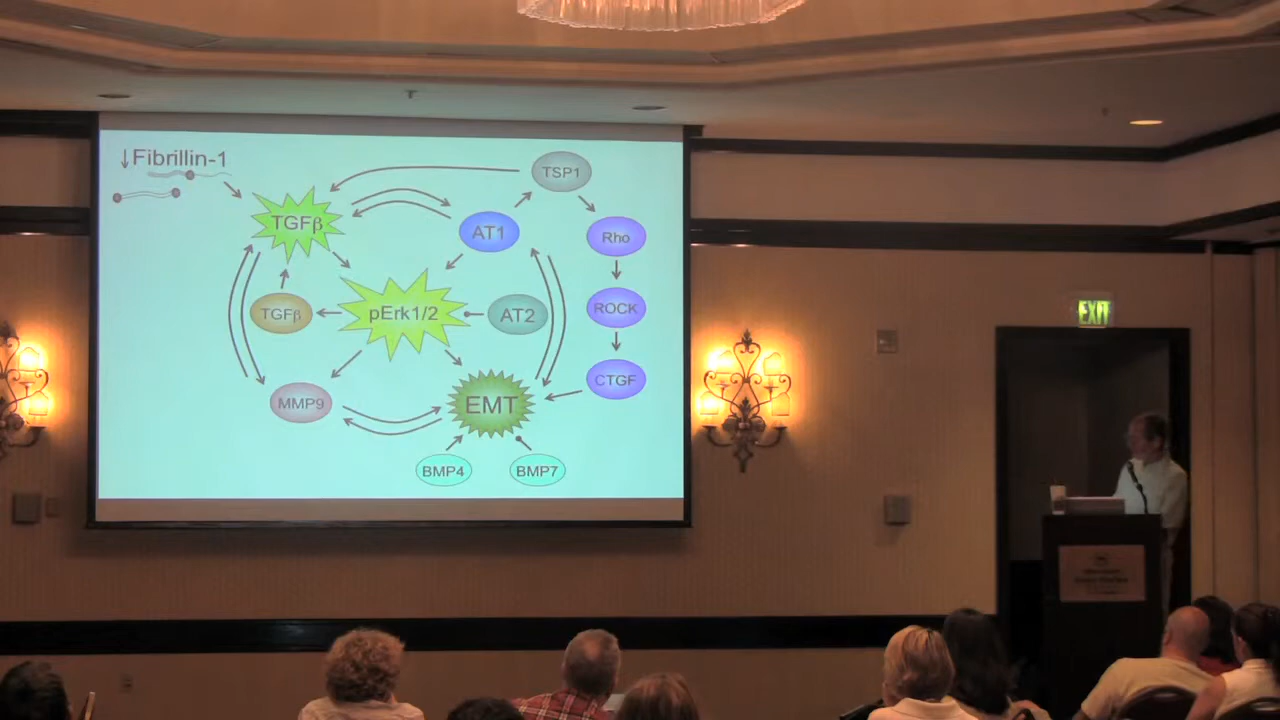 ↓Fibrillin-1
TSP1
TGFβ
AT1
Rho
TGFβ
pErk1/2
AT2
ROCK
CTGF
MMP9
EMT
BMP4
BMP7
EXIT